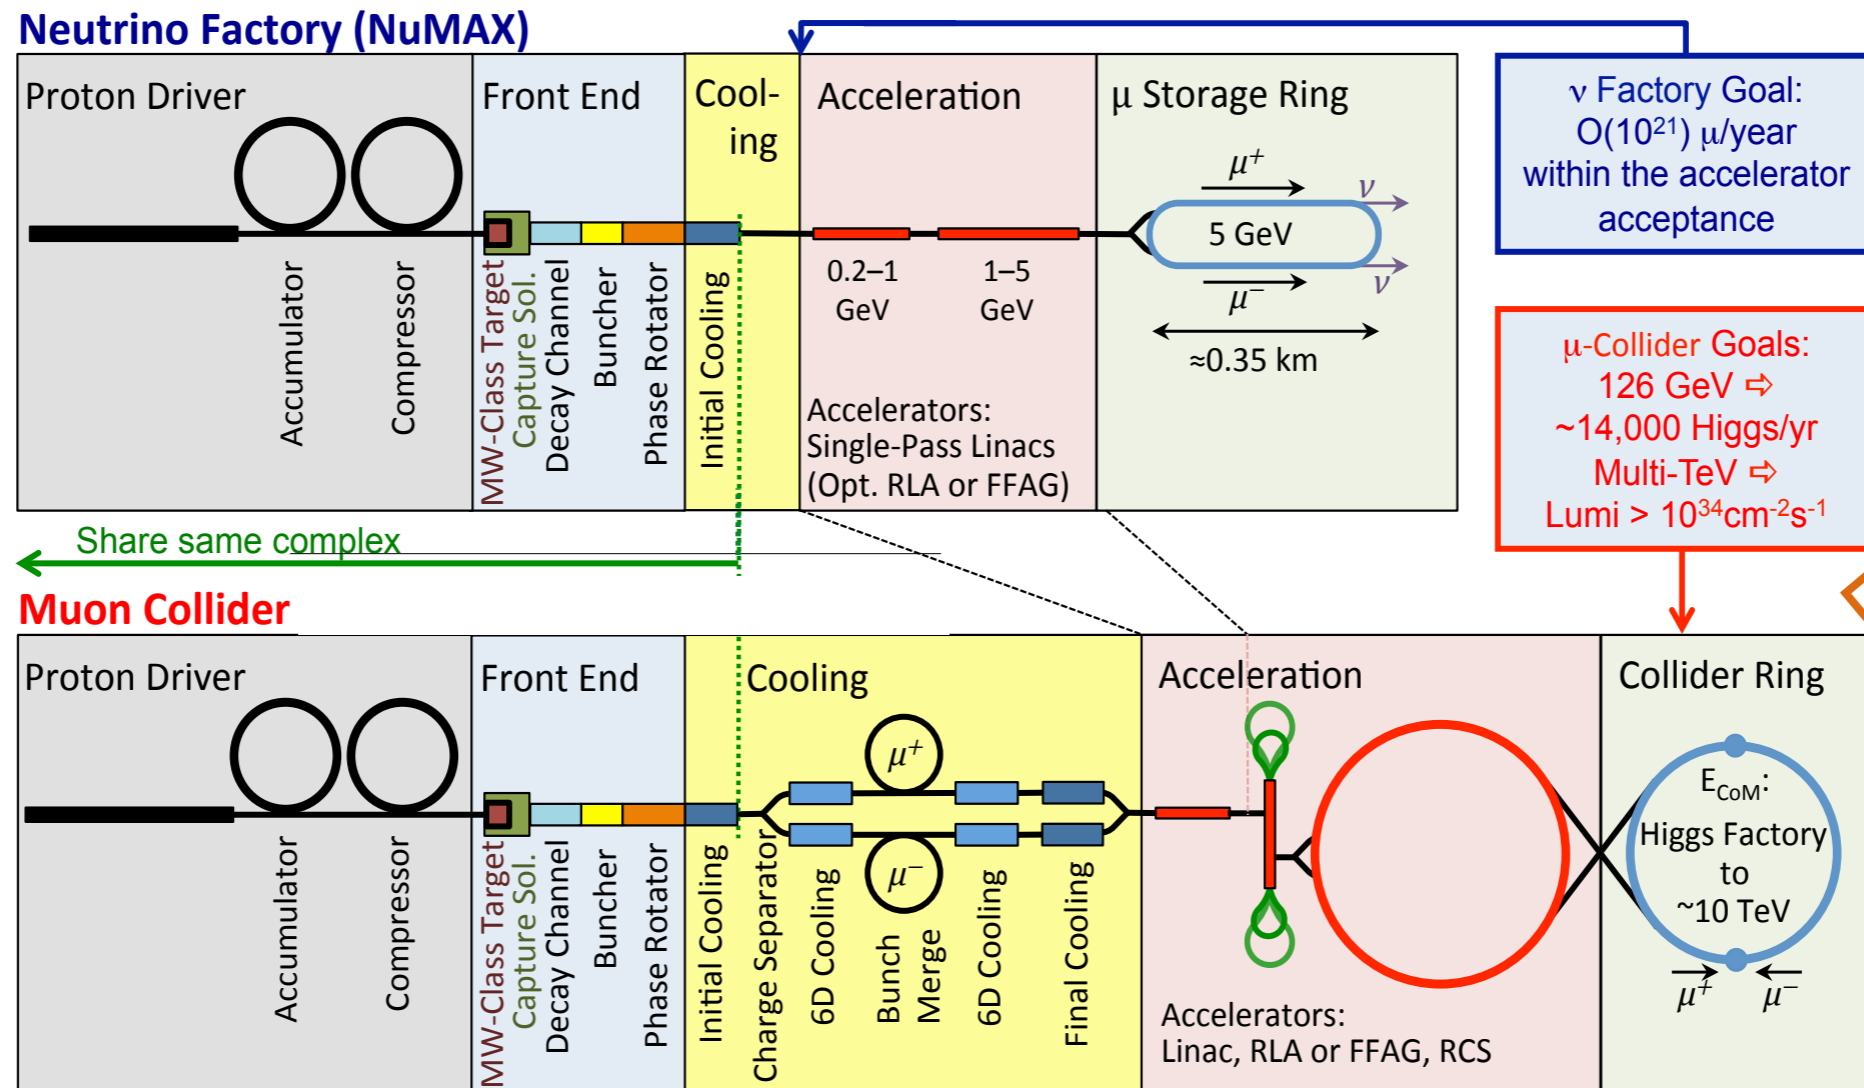 Neutrino Factory (NuMAX)
Proton Driver
Front End
Cool-
ing
Acceleration
μ Storage Ring
μ+
ν
5 GeV
ν
μ−
≈0.35 km
0.2–1
GeV
1–5
GeV
Accelerators:
Single-Pass Linacs
(Opt. RLA or FFAG)
Accumulator
Compressor
MW-Class Target
Capture Sol.
Decay Channel
Buncher
Phase Rotator
Initial Cooling
ν Factory Goal:
O(10²¹) μ/year
within the accelerator
acceptance
μ-Collider Goals:
126 GeV ⇨
~14,000 Higgs/yr
Multi-TeV ⇨
Lumi > 10³⁴cm⁻²s⁻¹
Share same complex
Muon Collider
Proton Driver
Front End
Cooling
Acceleration
Collider Ring
μ+
μ−
E_CoM:
Higgs Factory
to
~10 TeV
μ+
μ−
Accumulator
Compressor
MW-Class Target
Capture Sol.
Decay Channel
Buncher
Phase Rotator
Initial Cooling
Charge Separator
6D Cooling
Bunch
Merge
6D Cooling
Final Cooling
Accelerators:
Linac, RLA or FFAG, RCS